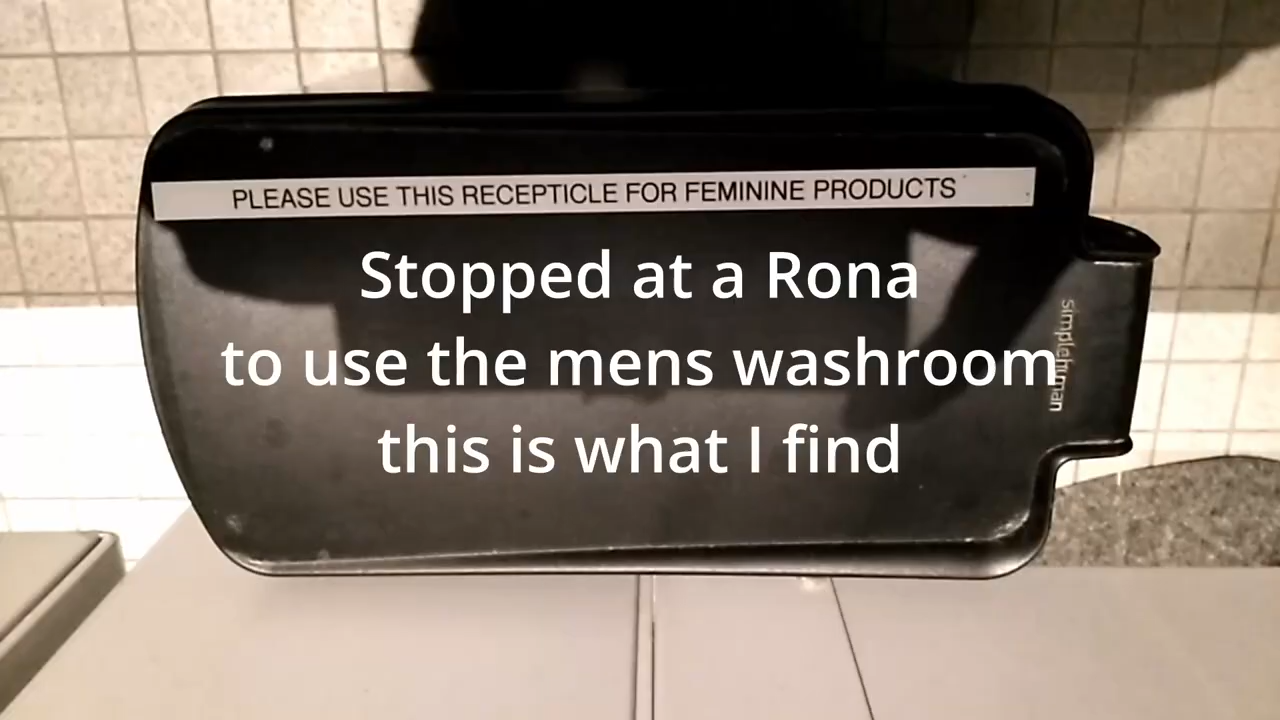 PLEASE USE THIS RECEPTICLE FOR FEMININE PRODUCTS
Stopped at a Rona
to use the mens washroom
this is what I find
simplehuman